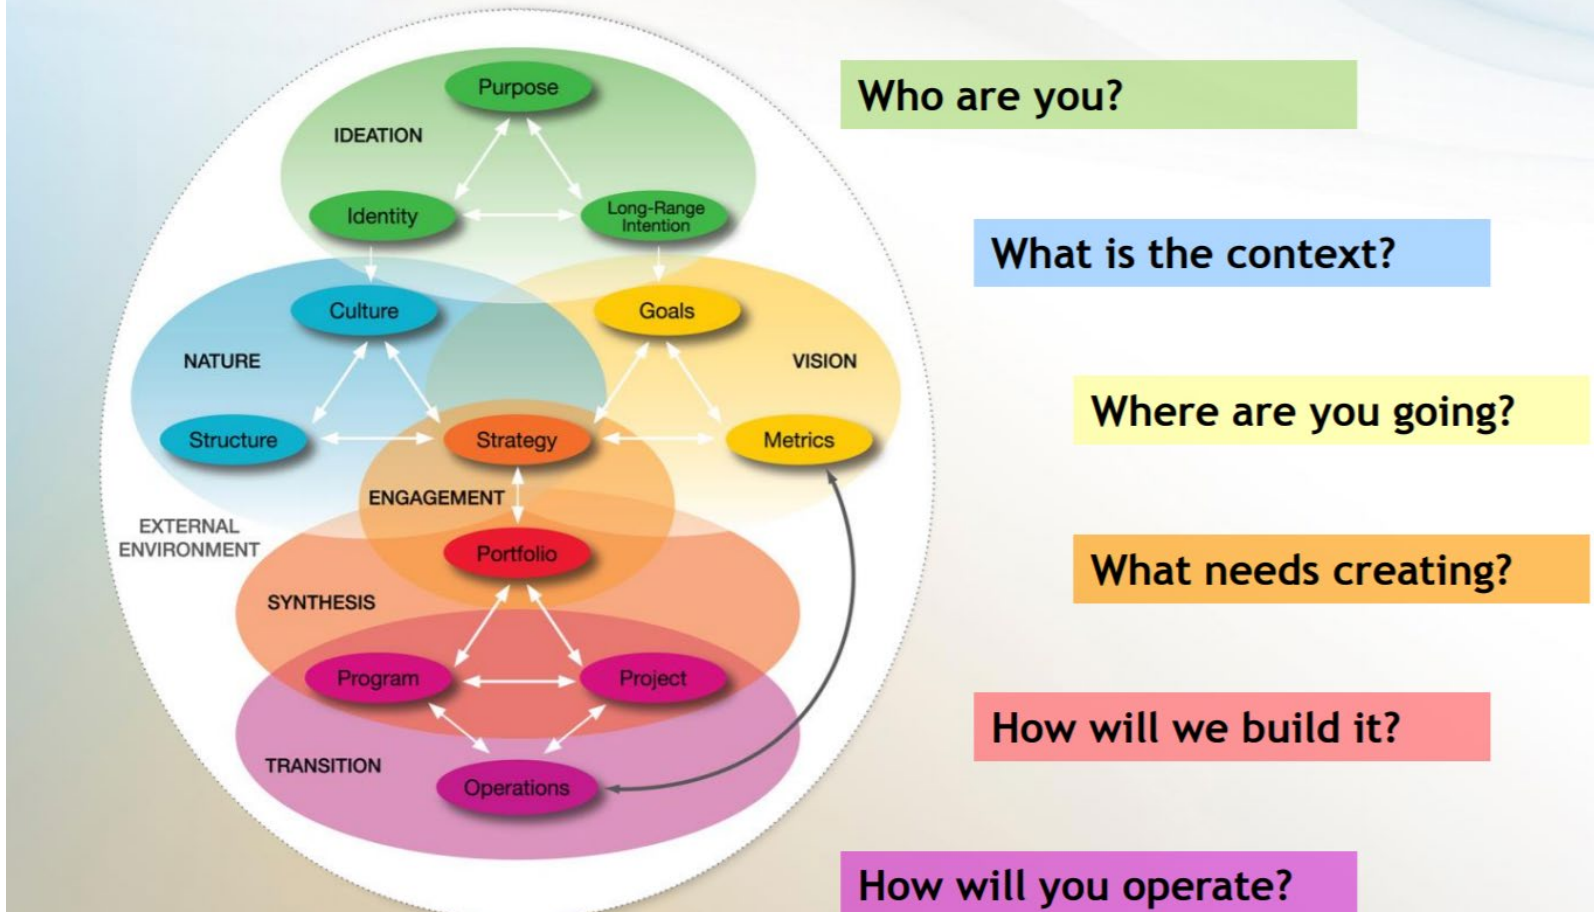 Purpose
IDEATION
Identity
Long-Range
Intention
Culture
Goals
NATURE
VISION
Structure
Strategy
Metrics
ENGAGEMENT
EXTERNAL
ENVIRONMENT
Portfolio
SYNTHESIS
Program
Project
TRANSITION
Operations
Who are you?
What is the context?
Where are you going?
What needs creating?
How will we build it?
How will you operate?